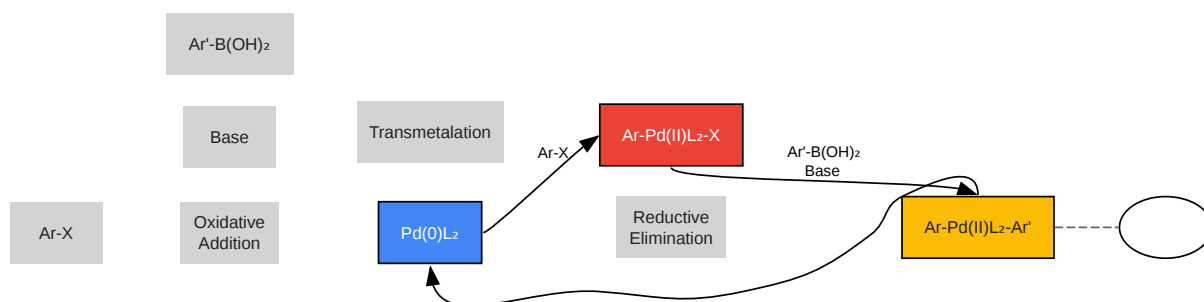 Ar'-B(OH)₂
Base
Transmetalation
Ar-X
Ar-Pd(II)L₂-X
Ar'-B(OH)₂
Base
Ar-X
Oxidative
Addition
Pd(0)L₂
Reductive
Elimination
Ar-Pd(II)L₂-Ar'